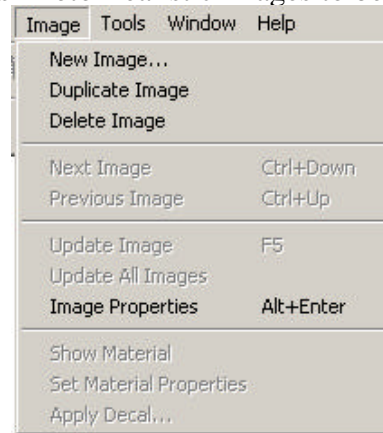 Image Tools Window Help
New Image...
Duplicate Image
Delete Image
Next Image Ctrl+Down
Previous Image Ctrl+Up
Update Image F5
Update All Images
Image Properties Alt+Enter
Show Material
Set Material Properties
Apply Decal...